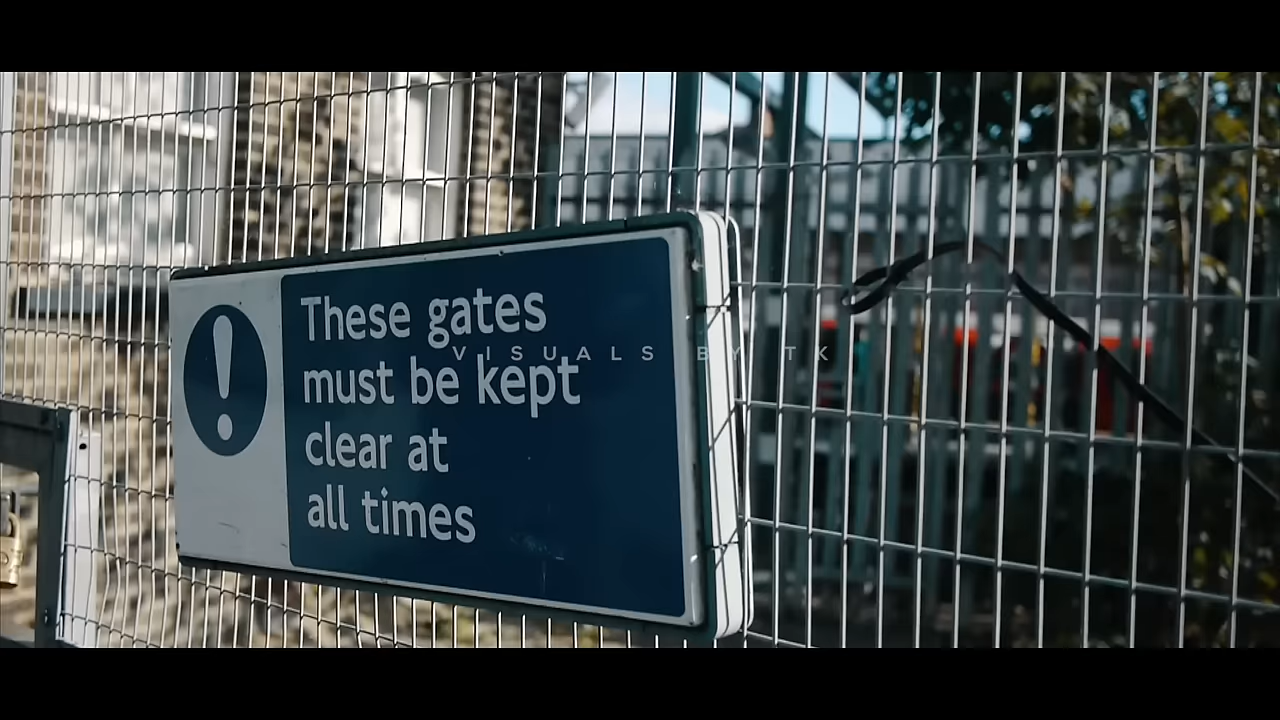 These gates
must be kept
clear at
all times
VISUALS BY TK